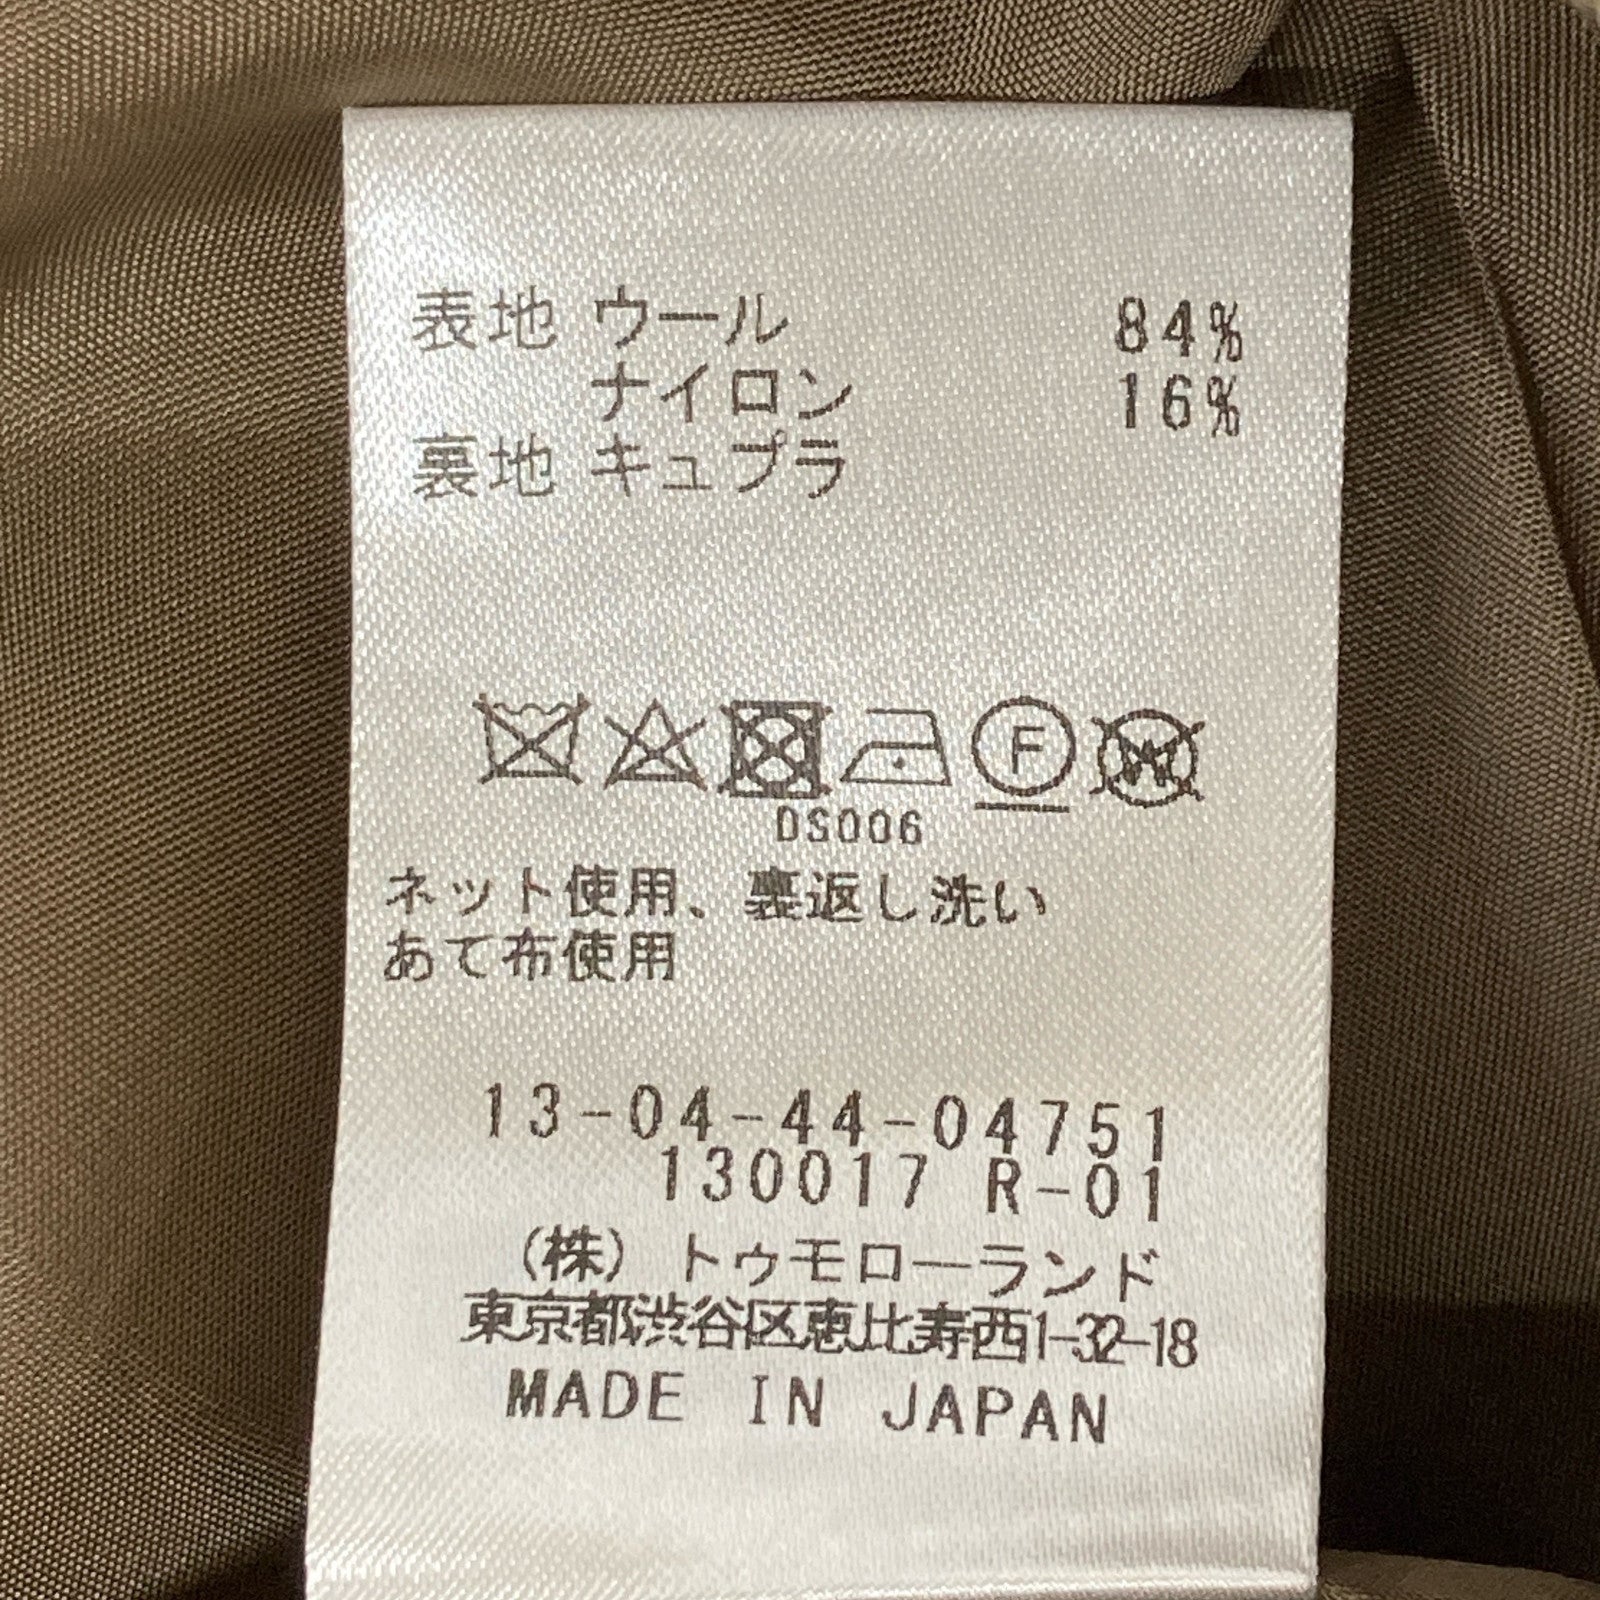 表地 ウール 84%
ナイロン 16%
裏地 キュプラ
F W
DS006
ネット使用、裏返し洗い
あて布使用
13-04-44-04751
130017 R-01
(株) トゥモローランド
東京都渋谷区恵比寿西1-32-18
MADE IN JAPAN